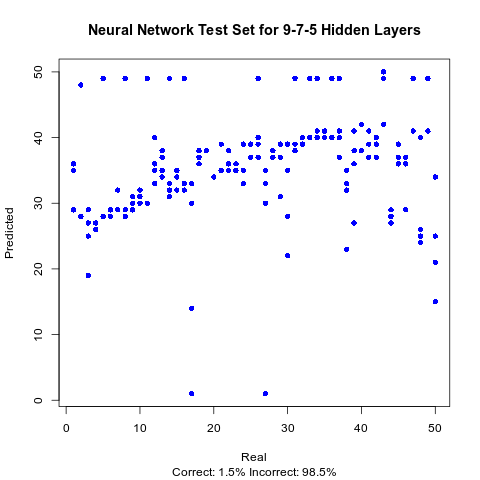 Neural Network Test Set for 9-7-5 Hidden Layers
Predicted
50
40
30
20
10
0
0 10 20 30 40 50
Real
Correct: 1.5% Incorrect: 98.5%